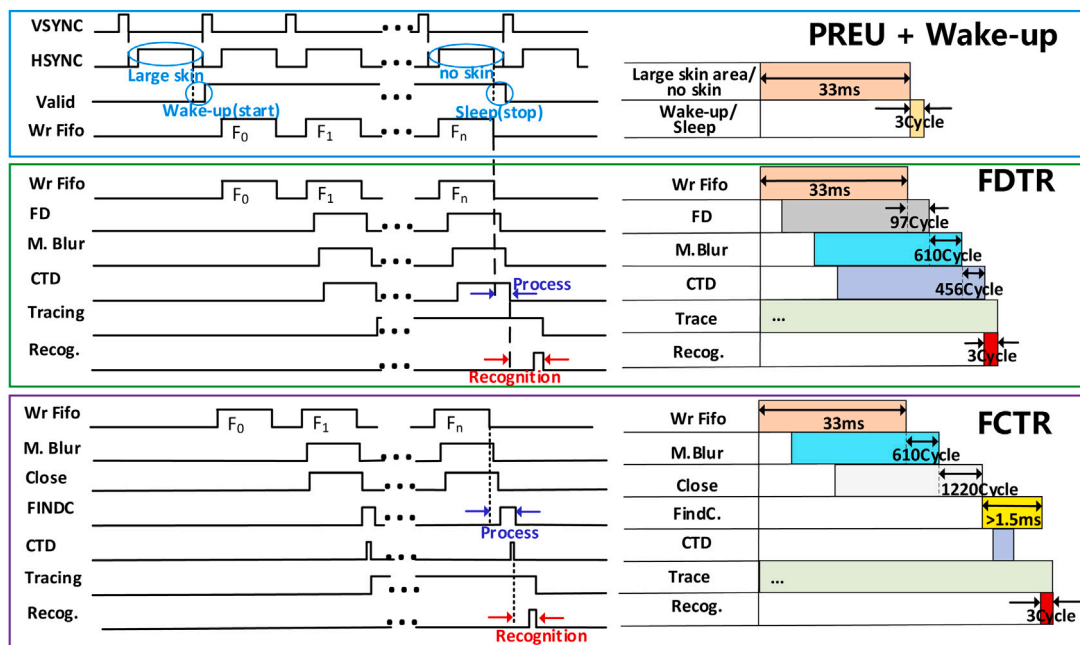 PREU + Wake-up
VSYNC
HSYNC
Large skin
no skin
Valid
Wake-up(start)
Sleep(stop)
Wr Fifo
F0
F1
Fn
Large skin area/
no skin
33ms
Wake-up/
Sleep
3Cycle
FDTR
Wr Fifo
F0
F1
Fn
FD
M. Blur
CTD
Process
Tracing
Recog.
Recognition
Wr Fifo
33ms
FD
97Cycle
M.Blur
610Cycle
CTD
456Cycle
Trace
...
Recog.
3Cycle
FCTR
Wr Fifo
F0
F1
Fn
M. Blur
Close
FINDC
Process
CTD
Tracing
Recog.
Recognition
Wr Fifo
33ms
M.Blur
610Cycle
Close
1220Cycle
FindC.
>1.5ms
CTD
Trace
...
Recog.
3Cycle